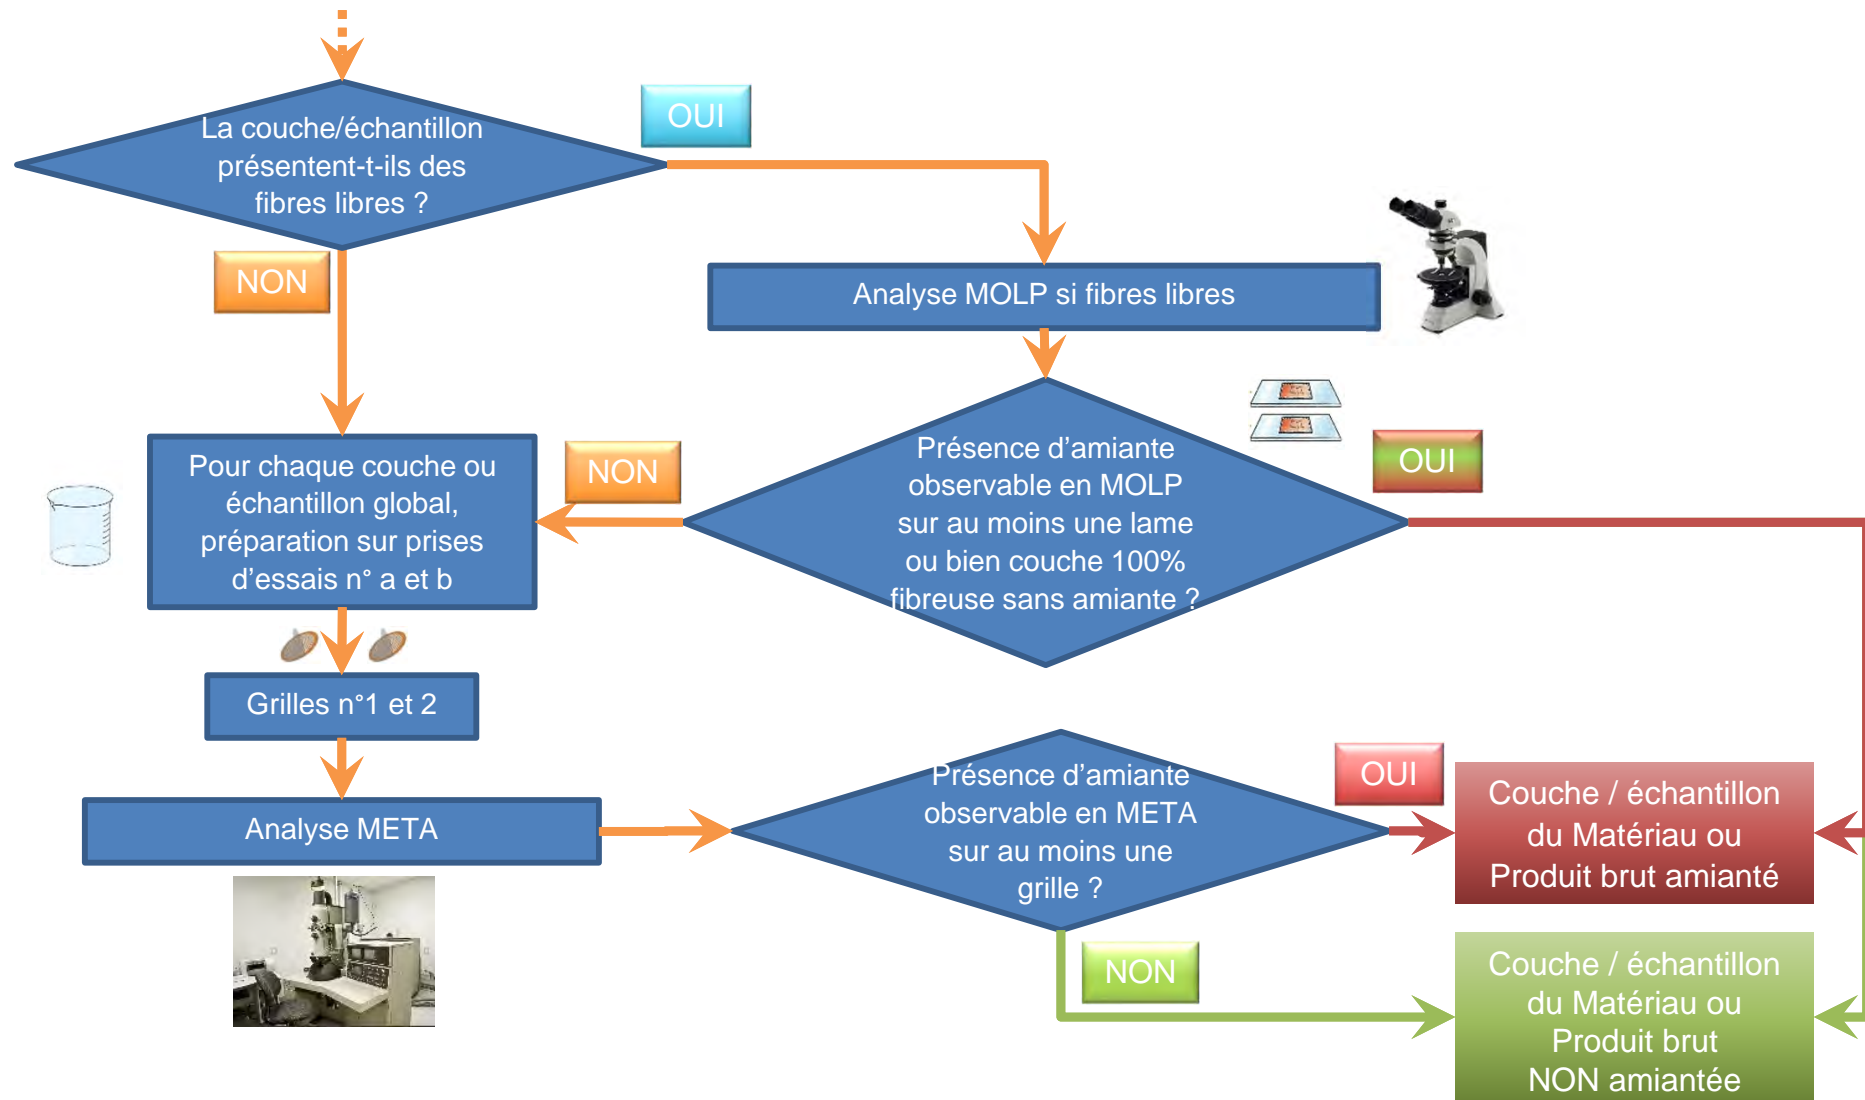 La couche/échantillon
présentent-t-ils des
fibres libres ?
OUI
NON
Analyse MOLP si fibres libres
Présence d’amiante
observable en MOLP
sur au moins une lame
ou bien couche 100%
fibreuse sans amiante ?
OUI
NON
Pour chaque couche ou
échantillon global,
préparation sur prises
d’essais n° a et b
Grilles n°1 et 2
Analyse META
Présence d’amiante
observable en META
sur au moins une
grille ?
OUI
Couche / échantillon
du Matériau ou
Produit brut amianté
NON
Couche / échantillon
du Matériau ou
Produit brut
NON amiantée